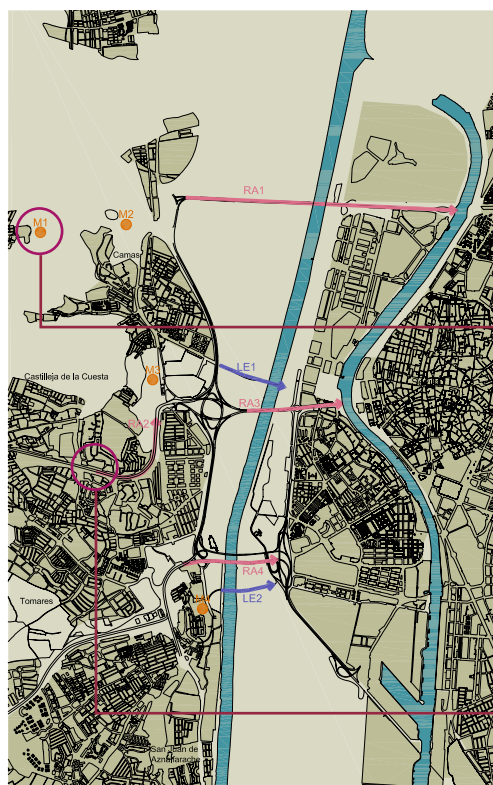 RA1
M2
M1
Camas
LE1
Castilleja de la Cuesta
M3
RA3
RA2
RA4
LE2
Tomares
San Juan de
Aznalfarache